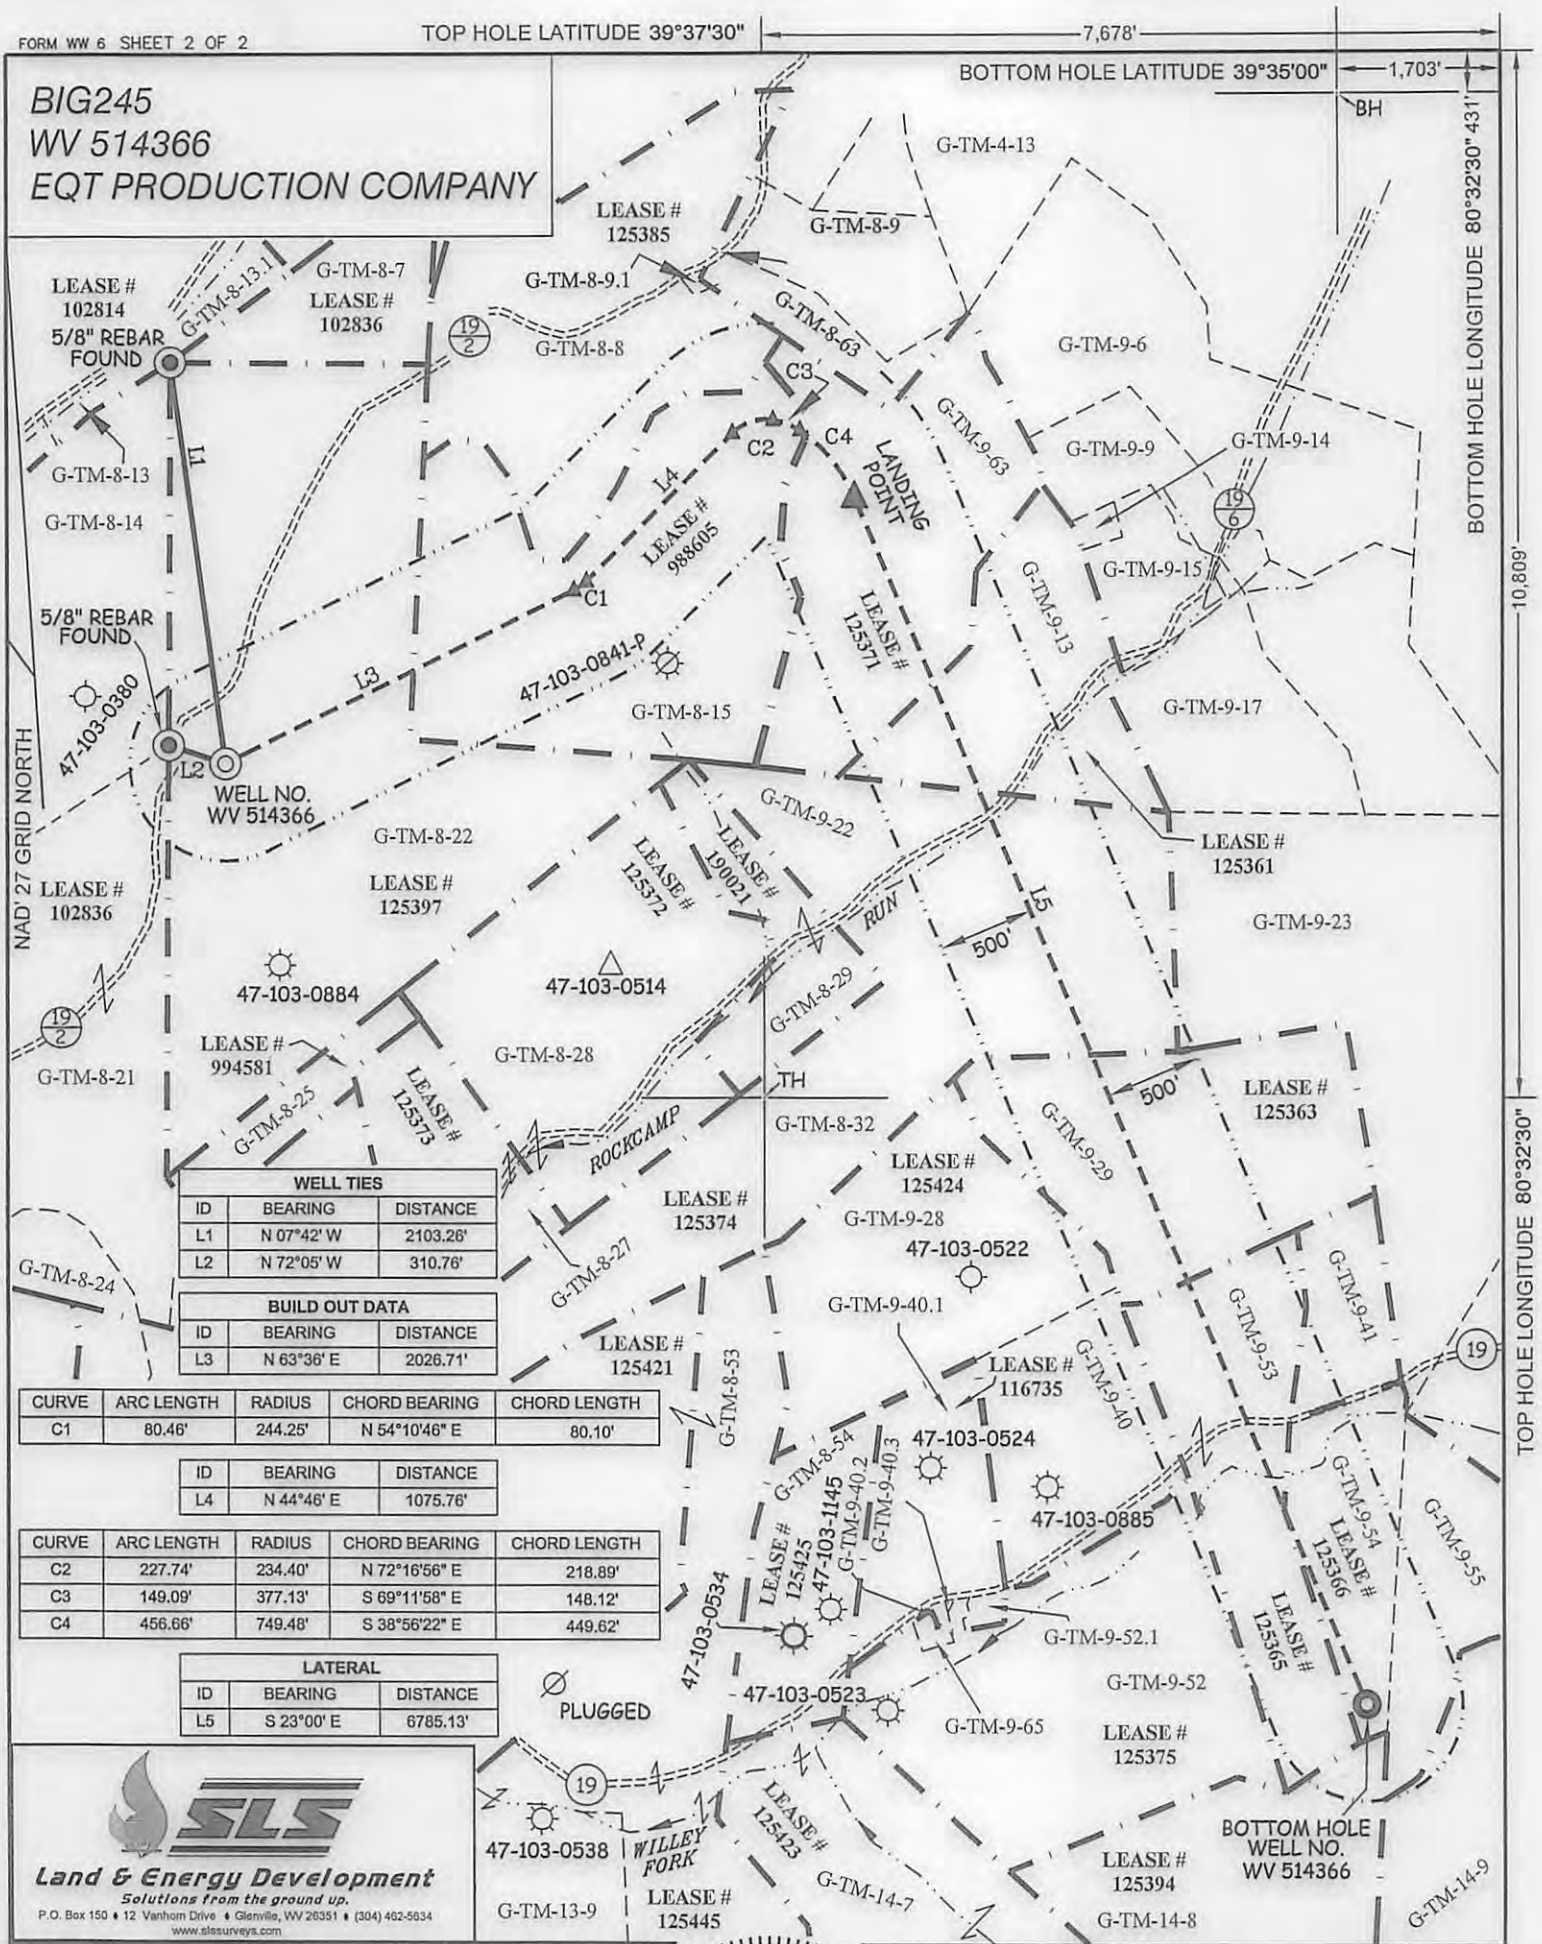 FORM WW 6 SHEET 2 OF 2
TOP HOLE LATITUDE 39°37'30"
7,678'
BOTTOM HOLE LATITUDE 39°35'00"
1,703'
BH
BIG245
WV 514366
EQT PRODUCTION COMPANY
BOTTOM HOLE LONGITUDE 80°32'30" 431'
10,809'
TOP HOLE LONGITUDE 80°32'30"
NAD' 27 GRID NORTH
G-TM-4-13
LEASE #
125385
G-TM-8-9
G-TM-8-9.1
G-TM-8-7
LEASE #
102836
G-TM-8-13.1
LEASE #
102814
5/8" REBAR
FOUND
19
2
G-TM-8-8
G-TM-8-63
G-TM-9-6
C3
C2
C4
LANDING
POINT
G-TM-9-63
G-TM-9-9
G-TM-9-14
19
6
G-TM-8-13
G-TM-8-14
L1
L4
LEASE #
988605
C1
G-TM-9-15
G-TM-9-13
5/8" REBAR
FOUND
47-103-0380
L3
47-103-0841-P
LEASE #
125371
G-TM-8-15
G-TM-9-17
L2
WELL NO.
WV 514366
G-TM-8-22
G-TM-9-22
LEASE #
125361
LEASE #
102836
LEASE #
125397
LEASE #
125372
LEASE #
190021
RUN
L5
500'
G-TM-9-23
47-103-0884
47-103-0514
G-TM-8-29
19
2
LEASE #
994581
G-TM-8-28
G-TM-8-21
G-TM-8-25
LEASE #
125373
TH
500'
LEASE #
125363
ROCKCAMP
G-TM-8-32
G-TM-9-29
LEASE #
125424
LEASE #
125374
G-TM-9-28
47-103-0522
G-TM-8-27
G-TM-8-24
G-TM-9-40.1
G-TM-9-41
G-TM-9-53
19
LEASE #
125421
G-TM-8-53
LEASE #
116735
G-TM-9-40
WELL TIES
ID BEARING DISTANCE
L1 N 07°42' W 2103.26'
L2 N 72°05' W 310.76'
BUILD OUT DATA
ID BEARING DISTANCE
L3 N 63°36' E 2026.71'
CURVE ARC LENGTH RADIUS CHORD BEARING CHORD LENGTH
C1 80.46' 244.25' N 54°10'46" E 80.10'
ID BEARING DISTANCE
L4 N 44°46' E 1075.76'
CURVE ARC LENGTH RADIUS CHORD BEARING CHORD LENGTH
C2 227.74' 234.40' N 72°16'56" E 218.89'
C3 149.09' 377.13' S 69°11'58" E 148.12'
C4 456.66' 749.48' S 38°56'22" E 449.62'
LATERAL
ID BEARING DISTANCE
L5 S 23°00' E 6785.13'
47-103-0524
G-TM-8-54
47-103-0885
G-TM-9-40.2
G-TM-9-40.3
47-103-1145
LEASE #
125425
47-103-0534
G-TM-9-54
LEASE #
125366
G-TM-9-55
LEASE #
125365
G-TM-9-52.1
G-TM-9-52
PLUGGED
47-103-0523
G-TM-9-65
LEASE #
125375
19
LEASE #
125423
WILLEY
FORK
47-103-0538
G-TM-13-9
LEASE #
125445
G-TM-14-7
LEASE #
125394
G-TM-14-8
BOTTOM HOLE
WELL NO.
WV 514366
G-TM-14-9
SLS
Land & Energy Development
Solutions from the ground up.
P.O. Box 150 ♦ 12 Vanhorn Drive ♦ Glenville, WV 26351 ♦ (304) 462-5634
www.slssurveys.com